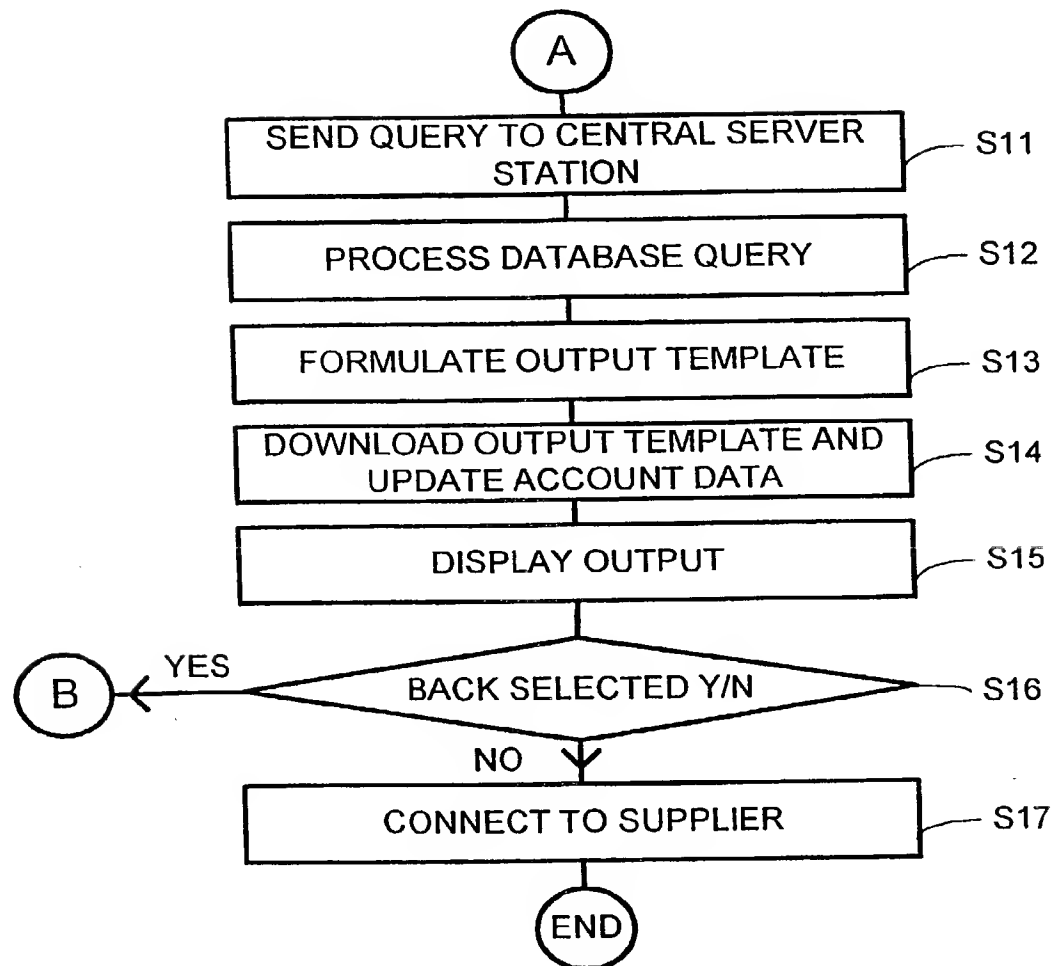 A
SEND QUERY TO CENTRAL SERVER
STATION
S11
PROCESS DATABASE QUERY
S12
FORMULATE OUTPUT TEMPLATE
S13
DOWNLOAD OUTPUT TEMPLATE AND
UPDATE ACCOUNT DATA
S14
DISPLAY OUTPUT
S15
B
YES
BACK SELECTED Y/N
S16
NO
CONNECT TO SUPPLIER
S17
END